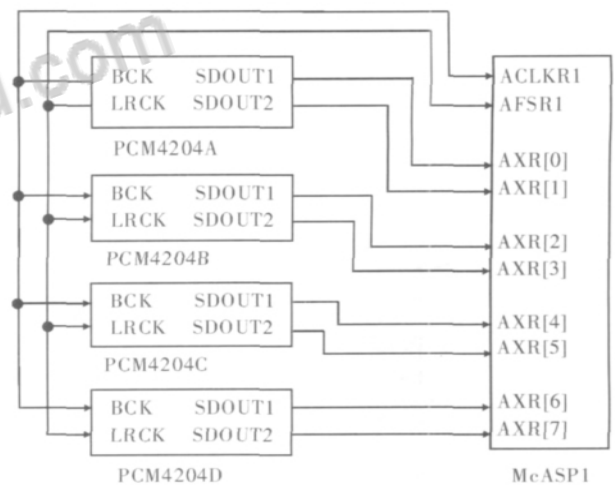 BCK SDOUT1
LRCK SDOUT2
PCM4204A
BCK SDOUT1
LRCK SDOUT2
PCM4204B
BCK SDOUT1
LRCK SDOUT2
PCM4204C
BCK SDOUT1
LRCK SDOUT2
PCM4204D
ACLKR1
AFSR1
AXR[0]
AXR[1]
AXR[2]
AXR[3]
AXR[4]
AXR[5]
AXR[6]
AXR[7]
McASP1